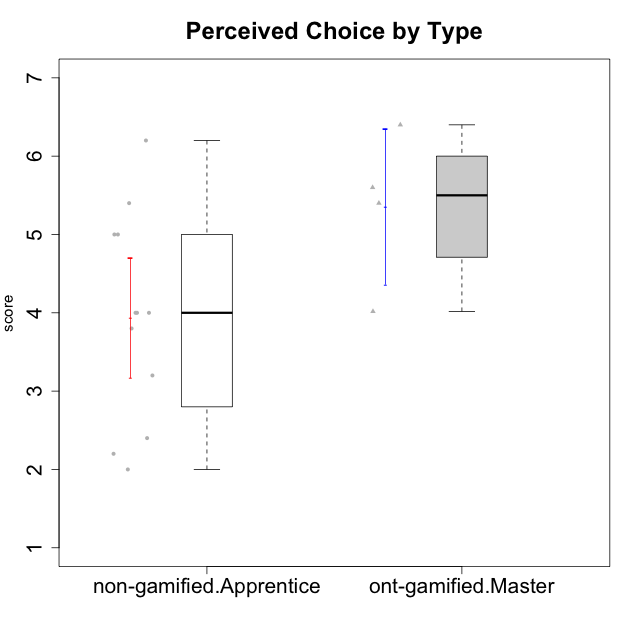 Perceived Choice by Type
score
7
6
5
4
3
2
1
non-gamified.Apprentice
ont-gamified.Master